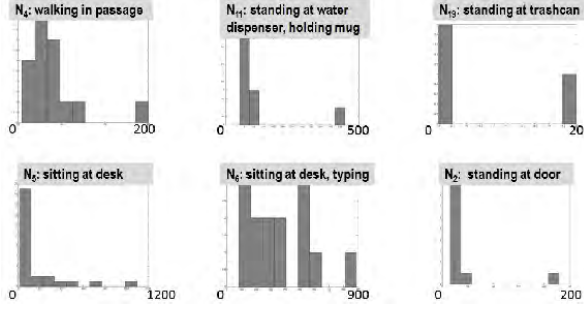 N₄: walking in passage
N₁₁: standing at water
dispenser, holding mug
N₁₉: standing at trashcan
0 200
0 500
0 20
N₅: sitting at desk
N₆: sitting at desk, typing
N₂: standing at door
0 1200
0 900
0 200